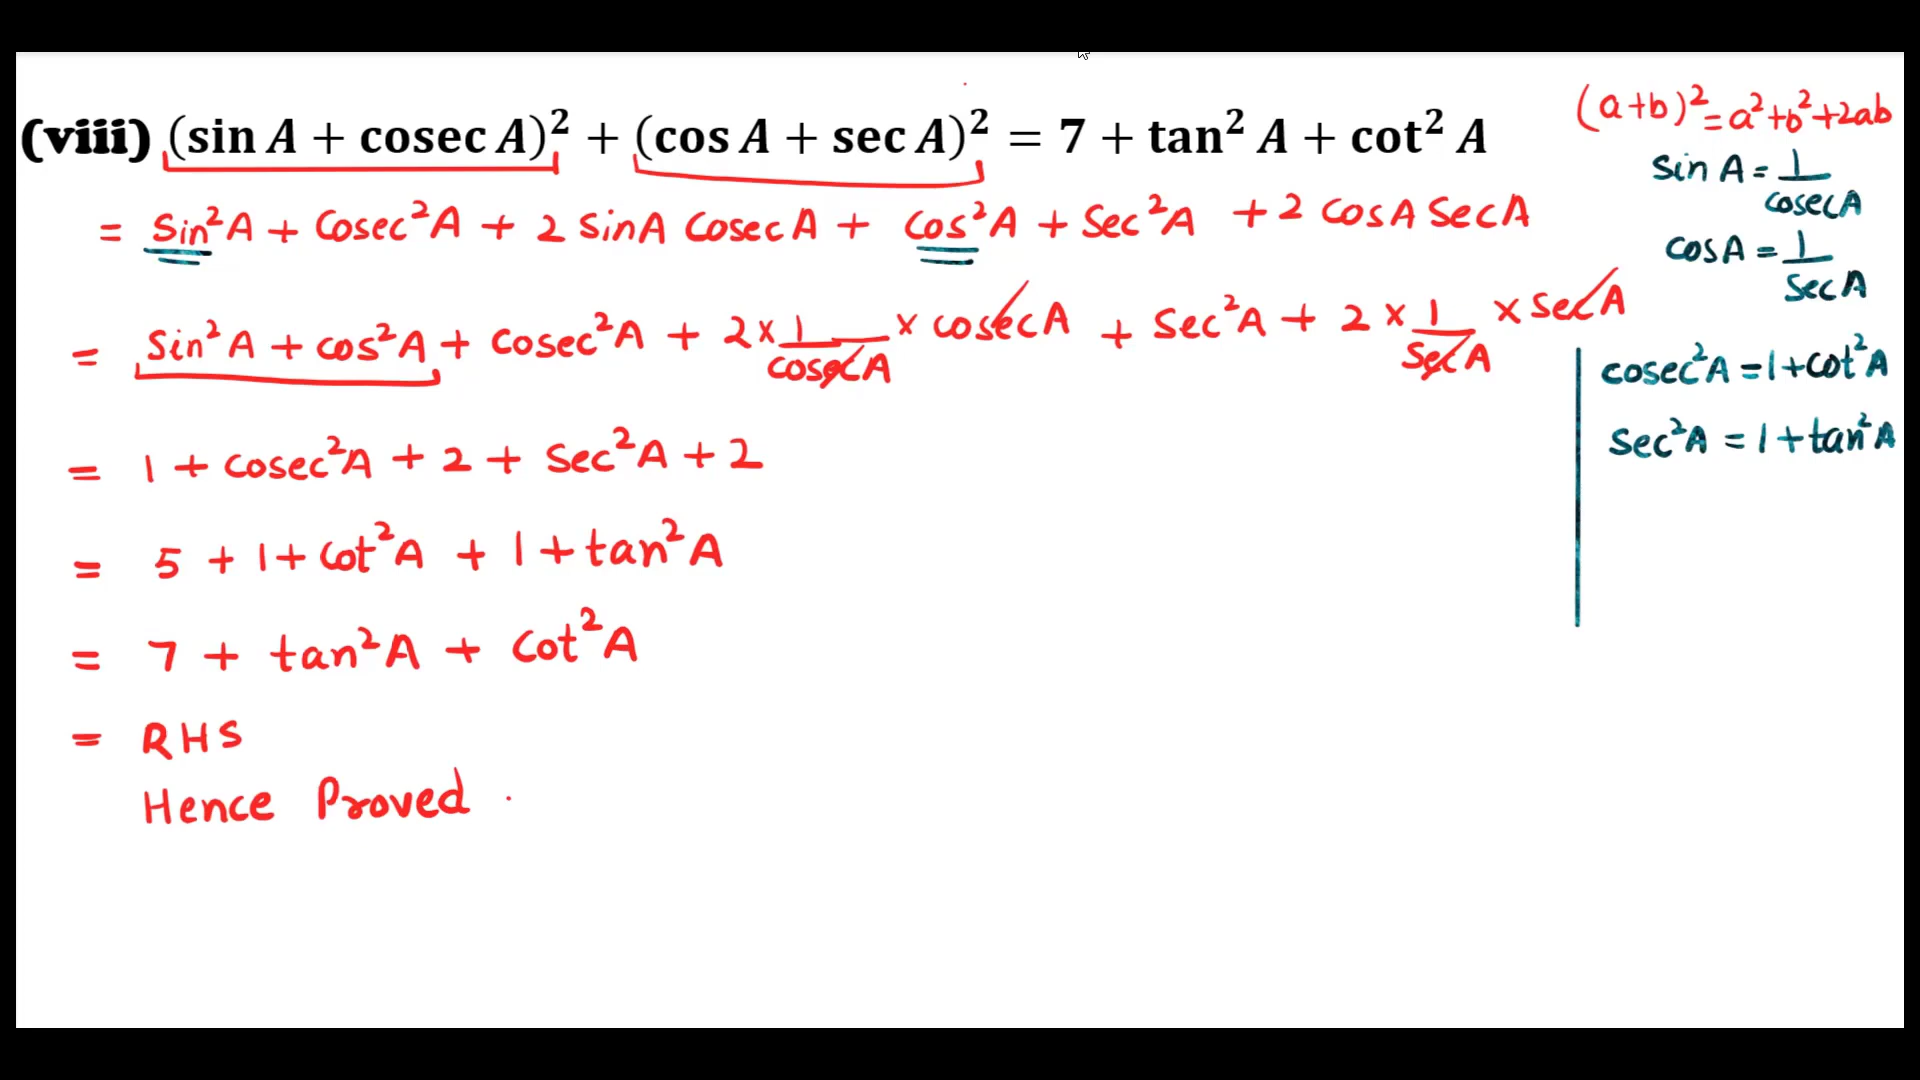 (viii) (sin A + cosec A)² + (cos A + sec A)² = 7 + tan² A + cot² A
= Sin²A + Cosec²A + 2 SinA CosecA + Cos²A + Sec²A + 2 CosA SecA
= Sin²A + cos²A + Cosec²A + 2 × 1/cosecA × cosecA + Sec²A + 2 × 1/SecA × SecA
= 1 + cosec²A + 2 + Sec²A + 2
= 5 + 1 + cot²A + 1 + tan²A
= 7 + tan²A + Cot²A
= RHS
Hence Proved .
(a+b)² = a²+b²+2ab
Sin A = 1/cosecA
cosA = 1/SecA
cosec²A = 1+cot²A
Sec²A = 1+tan²A